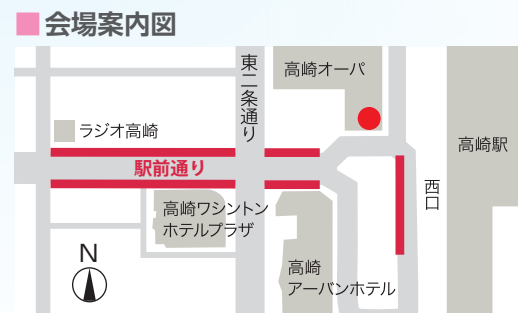 会場案内図
東二条通り
高崎オーパ
ラジオ高崎
高崎駅
駅前通り
西口
高崎ワシントン
ホテルプラザ
N
高崎
アーバンホテル